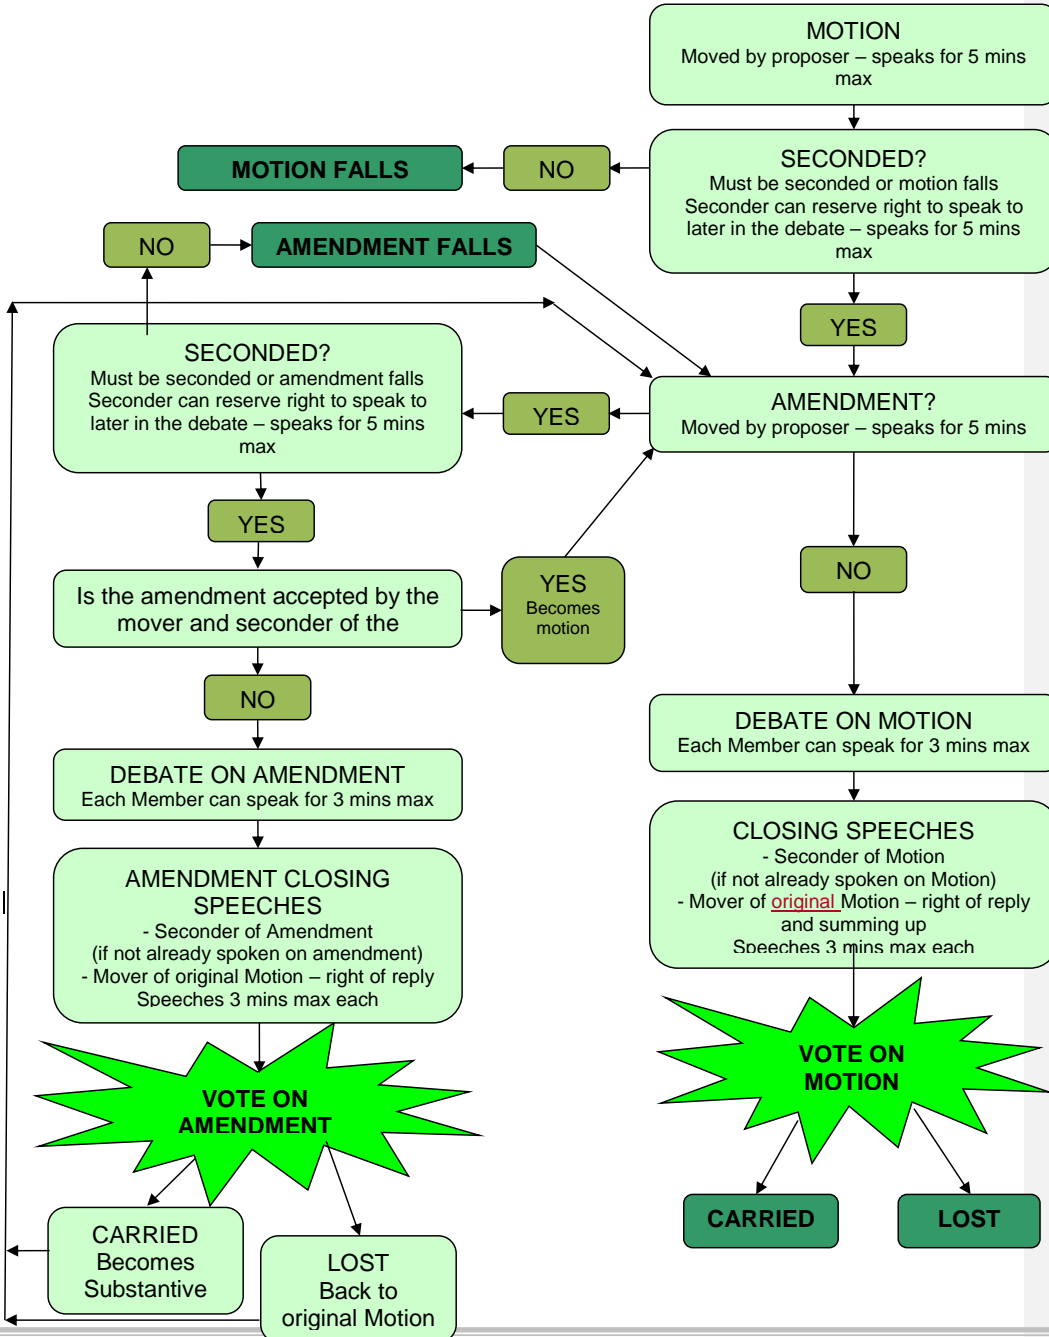 MOTION
Moved by proposer – speaks for 5 mins
max
SECONDED?
Must be seconded or motion falls
Seconder can reserve right to speak to
later in the debate – speaks for 5 mins
max
NO
MOTION FALLS
YES
AMENDMENT?
Moved by proposer – speaks for 5 mins
YES
SECONDED?
Must be seconded or amendment falls
Seconder can reserve right to speak to
later in the debate – speaks for 5 mins
max
NO
AMENDMENT FALLS
YES
Is the amendment accepted by the
mover and seconder of the
YES
Becomes
motion
NO
DEBATE ON AMENDMENT
Each Member can speak for 3 mins max
AMENDMENT CLOSING
SPEECHES
- Seconder of Amendment
(if not already spoken on amendment)
- Mover of original Motion – right of reply
Speeches 3 mins max each
VOTE ON
AMENDMENT
CARRIED
Becomes
Substantive
LOST
Back to
original Motion
NO
DEBATE ON MOTION
Each Member can speak for 3 mins max
CLOSING SPEECHES
- Seconder of Motion
(if not already spoken on Motion)
- Mover of original Motion – right of reply
and summing up
Speeches 3 mins max each
VOTE ON
MOTION
CARRIED
LOST